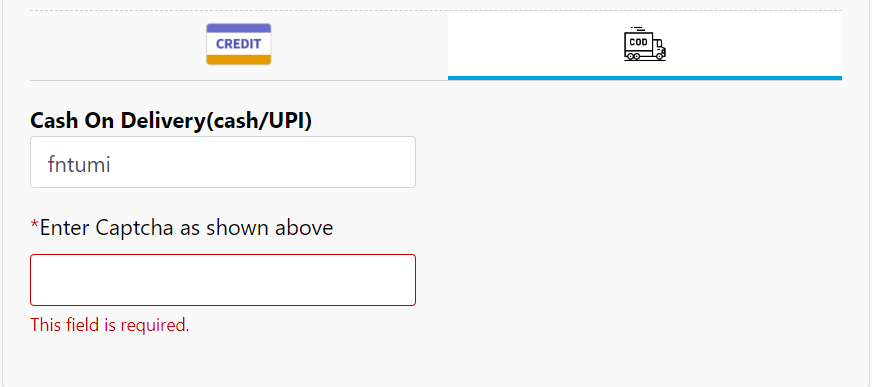 CREDIT
COD
Cash On Delivery(cash/UPI)
fntumi
*Enter Captcha as shown above
This field is required.